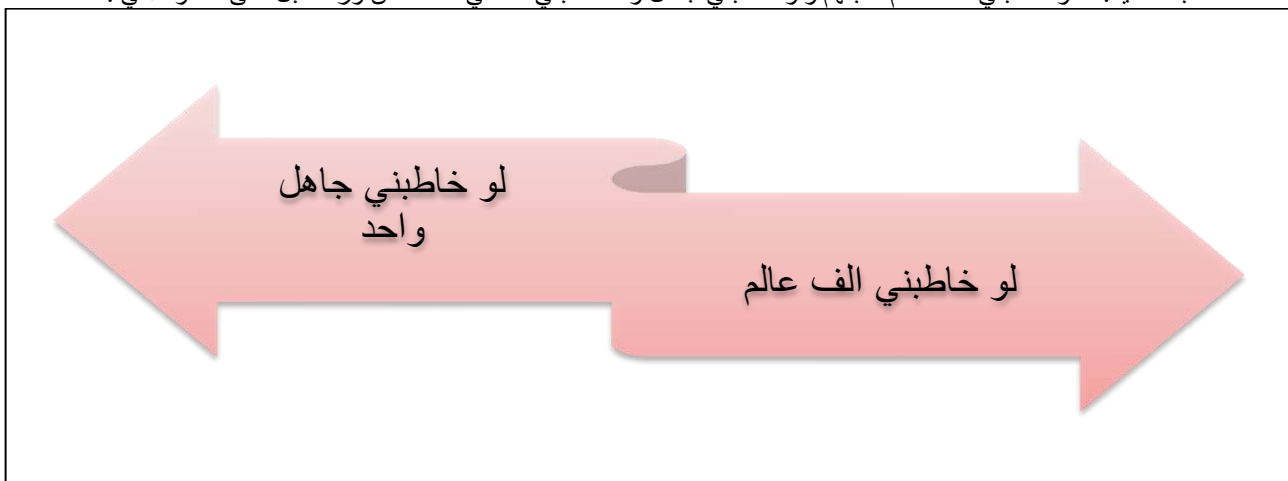 لو خاطبني جاهل
واحد
لو خاطبني الف عالم